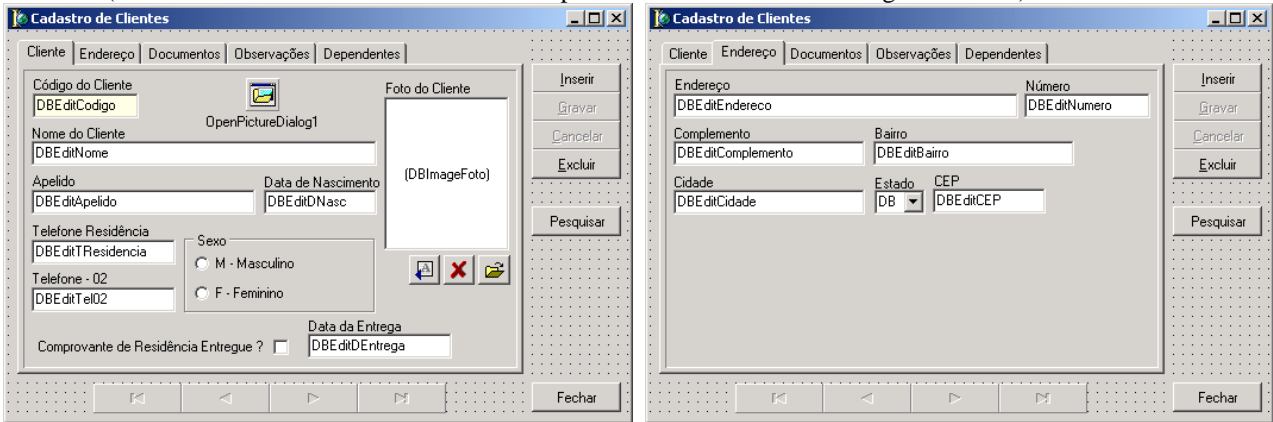 Cadastro de Clientes
Cliente Endereço Documentos Observações Dependentes
Código do Cliente
DBEditCodigo
OpenPictureDialog1
Foto do Cliente
(DBImageFoto)
Nome do Cliente
DBEditNome
Apelido
DBEditApelido
Data de Nascimento
DBEditDNasc
Telefone Residência
DBEditTResidencia
Telefone - 02
DBEditTel02
Sexo
M - Masculino
F - Feminino
Comprovante de Residência Entregue ?
Data da Entrega
DBEditDEntrega
Inserir
Gravar
Cancelar
Excluir
Pesquisar
Fechar
Cadastro de Clientes
Cliente Endereço Documentos Observações Dependentes
Endereço
DBEditEndereco
Número
DBEditNumero
Complemento
DBEditComplemento
Bairro
DBEditBairro
Cidade
DBEditCidade
Estado
DB
CEP
DBEditCEP
Inserir
Gravar
Cancelar
Excluir
Pesquisar
Fechar